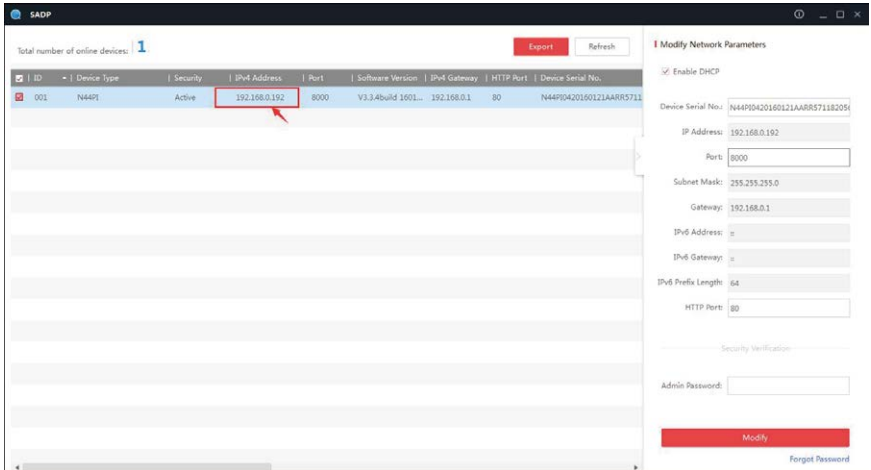 SADP
Total number of online devices: 1
Export
Refresh
ID | Device Type | Security | IPv4 Address | Port | Software Version | IPv4 Gateway | HTTP Port | Device Serial No.
001 N44PI Active 192.168.0.192 8000 V3.3.4build 1601... 192.168.0.1 80 N44PI0420160121AARR5711
Modify Network Parameters
Enable DHCP
Device Serial No.: N44PI0420160121AARR57118205
IP Address: 192.168.0.192
Port: 8000
Subnet Mask: 255.255.255.0
Gateway: 192.168.0.1
IPv6 Address: ::
IPv6 Gateway: ::
IPv6 Prefix Length: 64
HTTP Port: 80
Security Verification
Admin Password:
Modify
Forgot Password